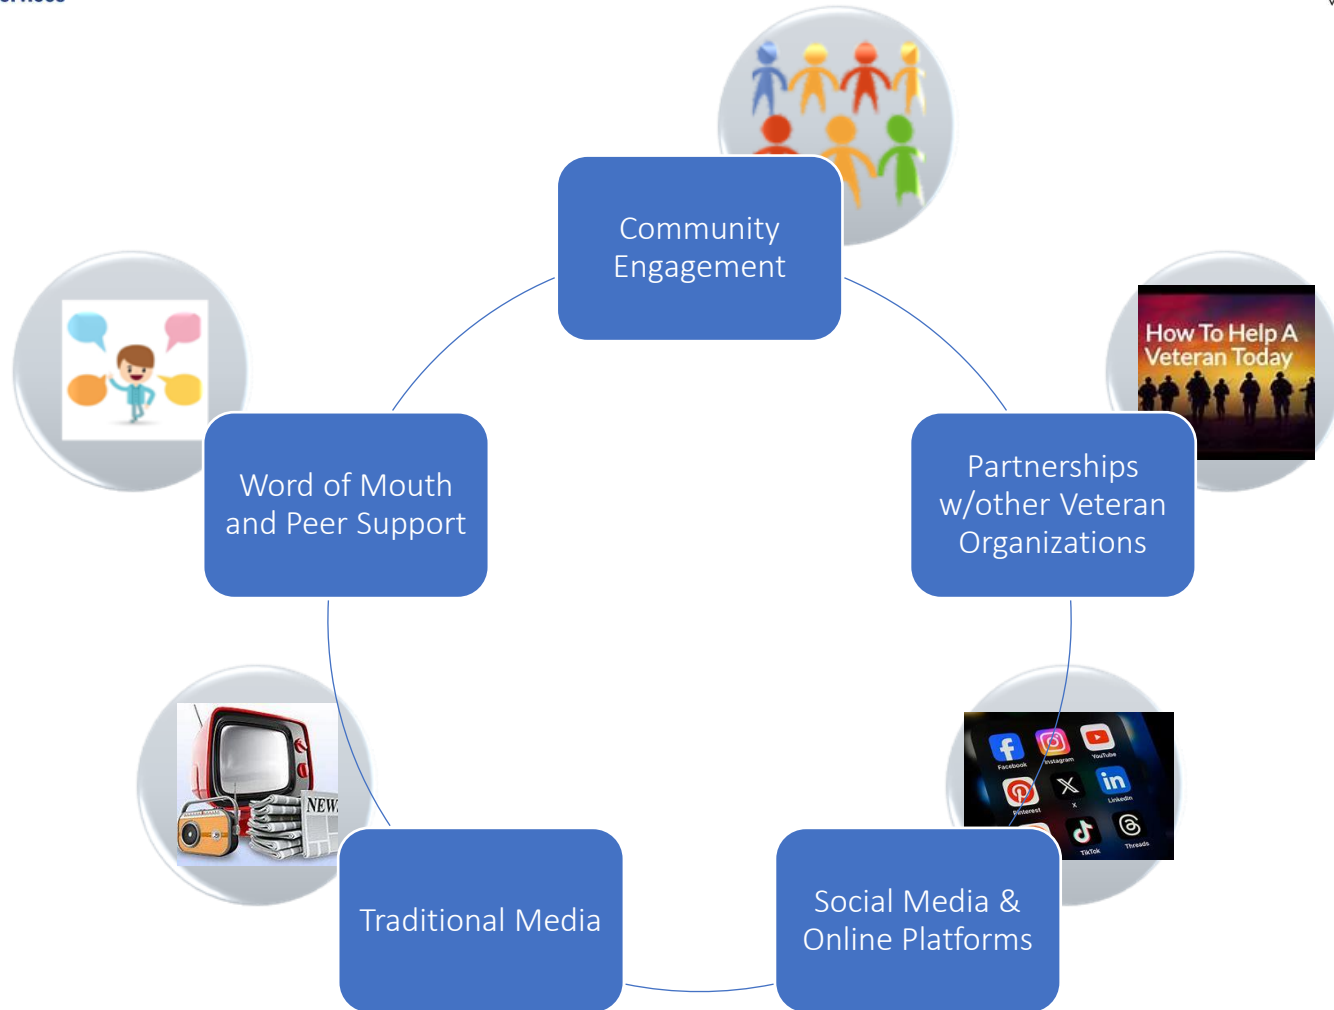 Community
Engagement
How To Help A
Veteran Today
Partnerships
w/other Veteran
Organizations
Word of Mouth
and Peer Support
Facebook
Instagram
YouTube
Pinterest
X
LinkedIn
TikTok
Threads
NEW
Traditional Media
Social Media &
Online Platforms